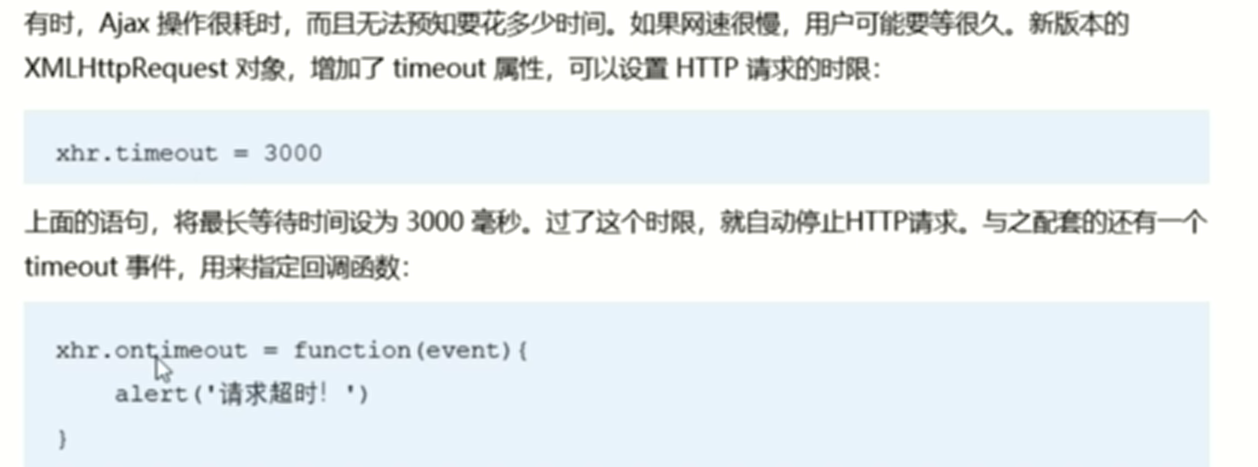 有时，Ajax 操作很耗时，而且无法预知要花多少时间。如果网速很慢，用户可能要等很久。新版本的
XMLHttpRequest 对象，增加了 timeout 属性，可以设置 HTTP 请求的时限：
xhr.timeout = 3000
上面的语句，将最长等待时间设为 3000 毫秒。过了这个时限，就自动停止HTTP请求。与之配套的还有一个
timeout 事件，用来指定回调函数：
xhr.ontimeout = function(event){
alert('请求超时！')
}